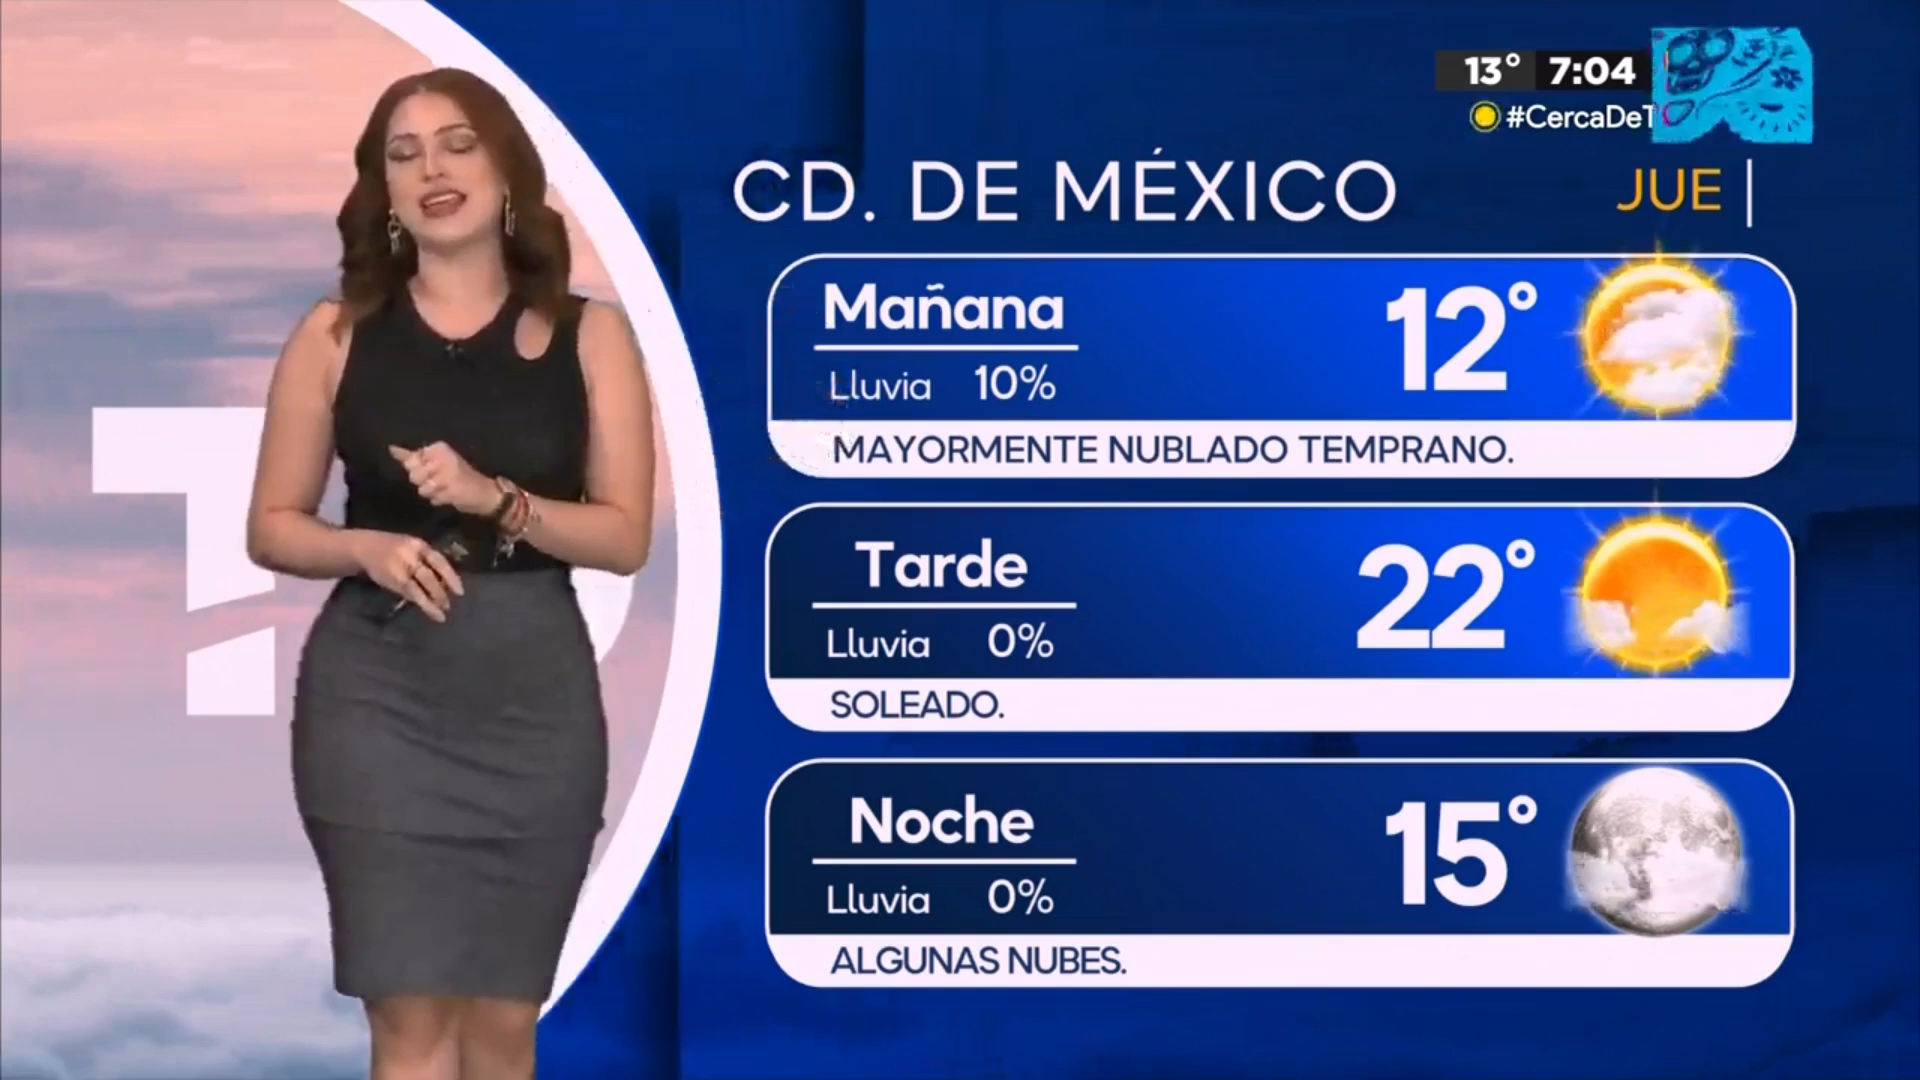 13° 7:04
#CercaDeT
CD. DE MÉXICO JUE |
Mañana 12°
Lluvia 10%
MAYORMENTE NUBLADO TEMPRANO.
Tarde 22°
Lluvia 0%
SOLEADO.
Noche 15°
Lluvia 0%
ALGUNAS NUBES.